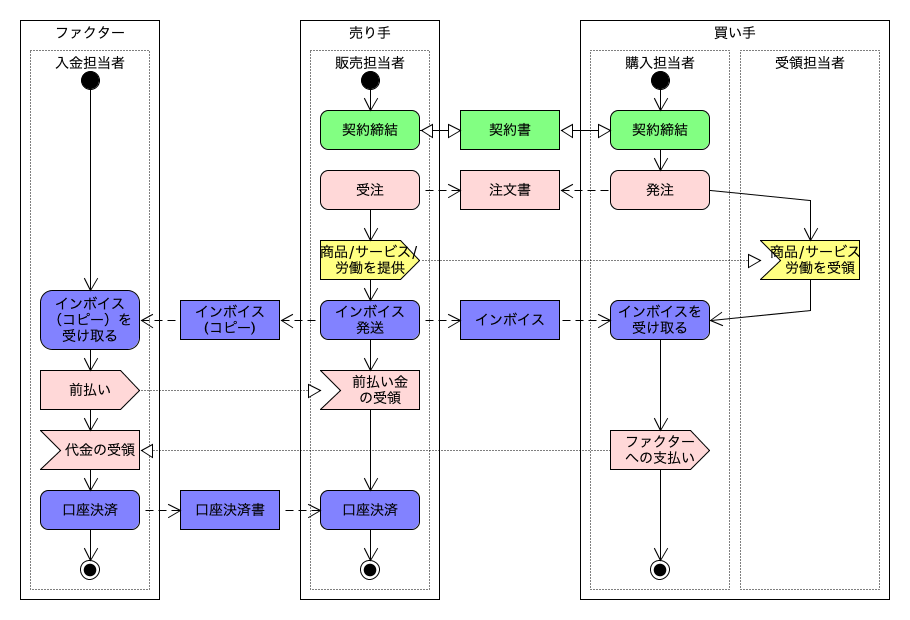 ファクター
売り手
買い手
入金担当者
販売担当者
購入担当者
受領担当者
契約締結
契約書
契約締結
受注
注文書
発注
商品/サービス/
労働を提供
商品/サービス
労働を受領
インボイス
（コピー）を
受け取る
インボイス
(コピー)
インボイス
発送
インボイス
インボイスを
受け取る
前払い
前払い金
の受領
代金の受領
ファクター
への支払い
口座決済
口座決済書
口座決済